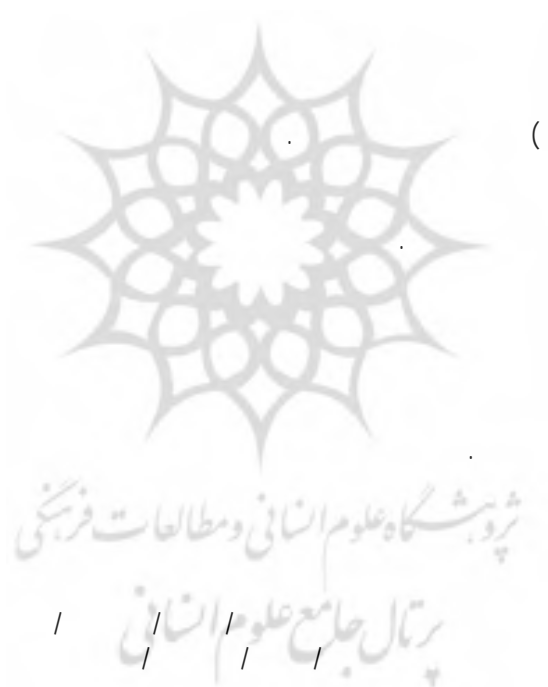 (
.
.
.
پژوهشگاه علوم انسانی و مطالعات فرهنگی
پرتال جامع علوم انسانی
/ / /
/ / /